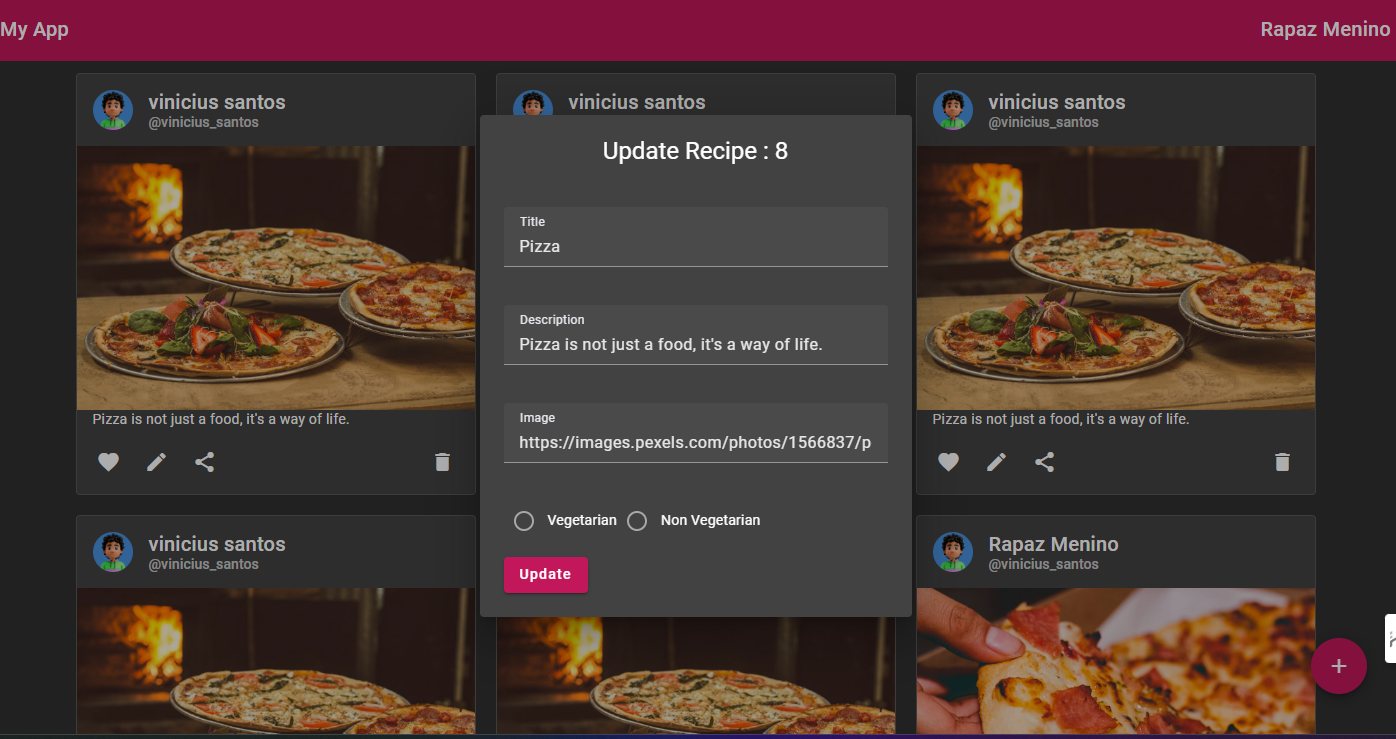 My App
Rapaz Menino
vinicius santos
@vinicius_santos
Pizza is not just a food, it's a way of life.
vinicius santos
vinicius santos
@vinicius_santos
Pizza is not just a food, it's a way of life.
Update Recipe : 8
Title
Pizza
Description
Pizza is not just a food, it's a way of life.
Image
https://images.pexels.com/photos/1566837/p
Vegetarian
Non Vegetarian
Update
vinicius santos
@vinicius_santos
Rapaz Menino
@vinicius_santos
+